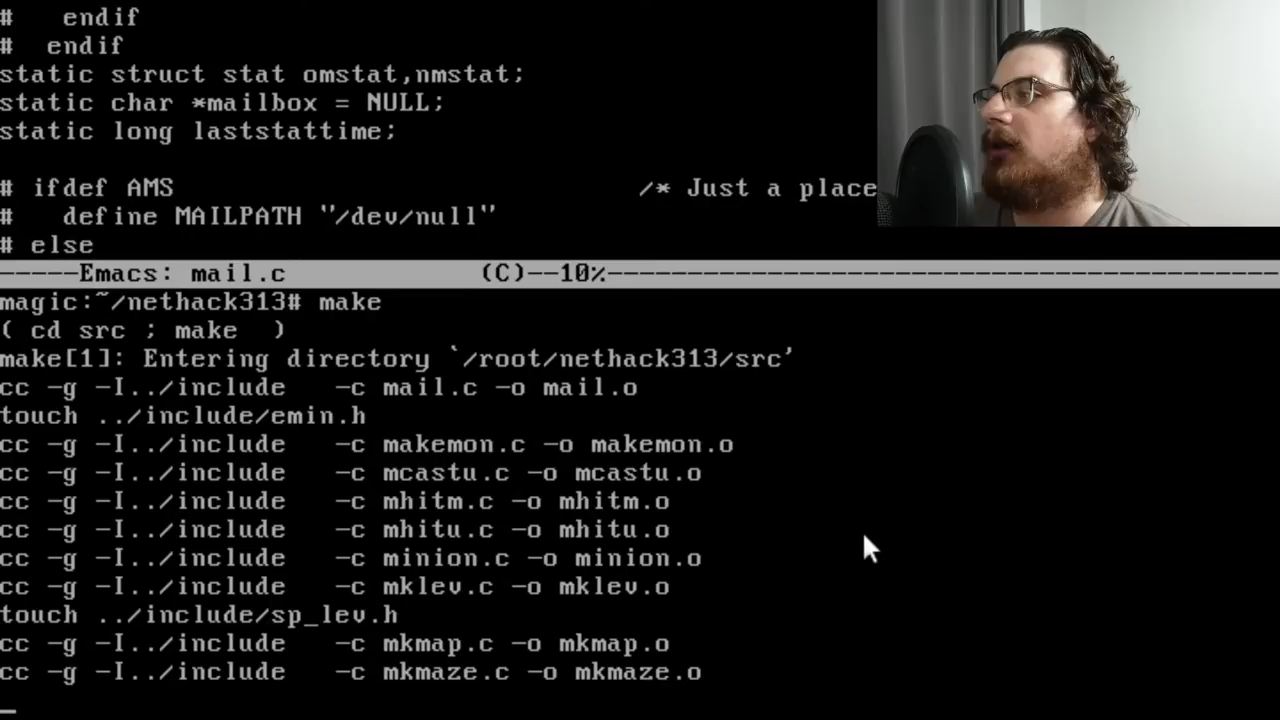 #   endif
#  endif
static struct stat omstat,nmstat;
static char *mailbox = NULL;
static long laststattime;
# ifdef AMS                             /* Just a place
#   define MAILPATH "/dev/null"
# else
-----Emacs: mail.c            (C)--10%------------------------------------------
magic:~/nethack313# make
( cd src ; make  )
make[1]: Entering directory `/root/nethack313/src'
cc -g -I../include   -c mail.c -o mail.o
touch ../include/emin.h
cc -g -I../include   -c makemon.c -o makemon.o
cc -g -I../include   -c mcastu.c -o mcastu.o
cc -g -I../include   -c mhitm.c -o mhitm.o
cc -g -I../include   -c mhitu.c -o mhitu.o
cc -g -I../include   -c minion.c -o minion.o
cc -g -I../include   -c mklev.c -o mklev.o
touch ../include/sp_lev.h
cc -g -I../include   -c mkmap.c -o mkmap.o
cc -g -I../include   -c mkmaze.c -o mkmaze.o